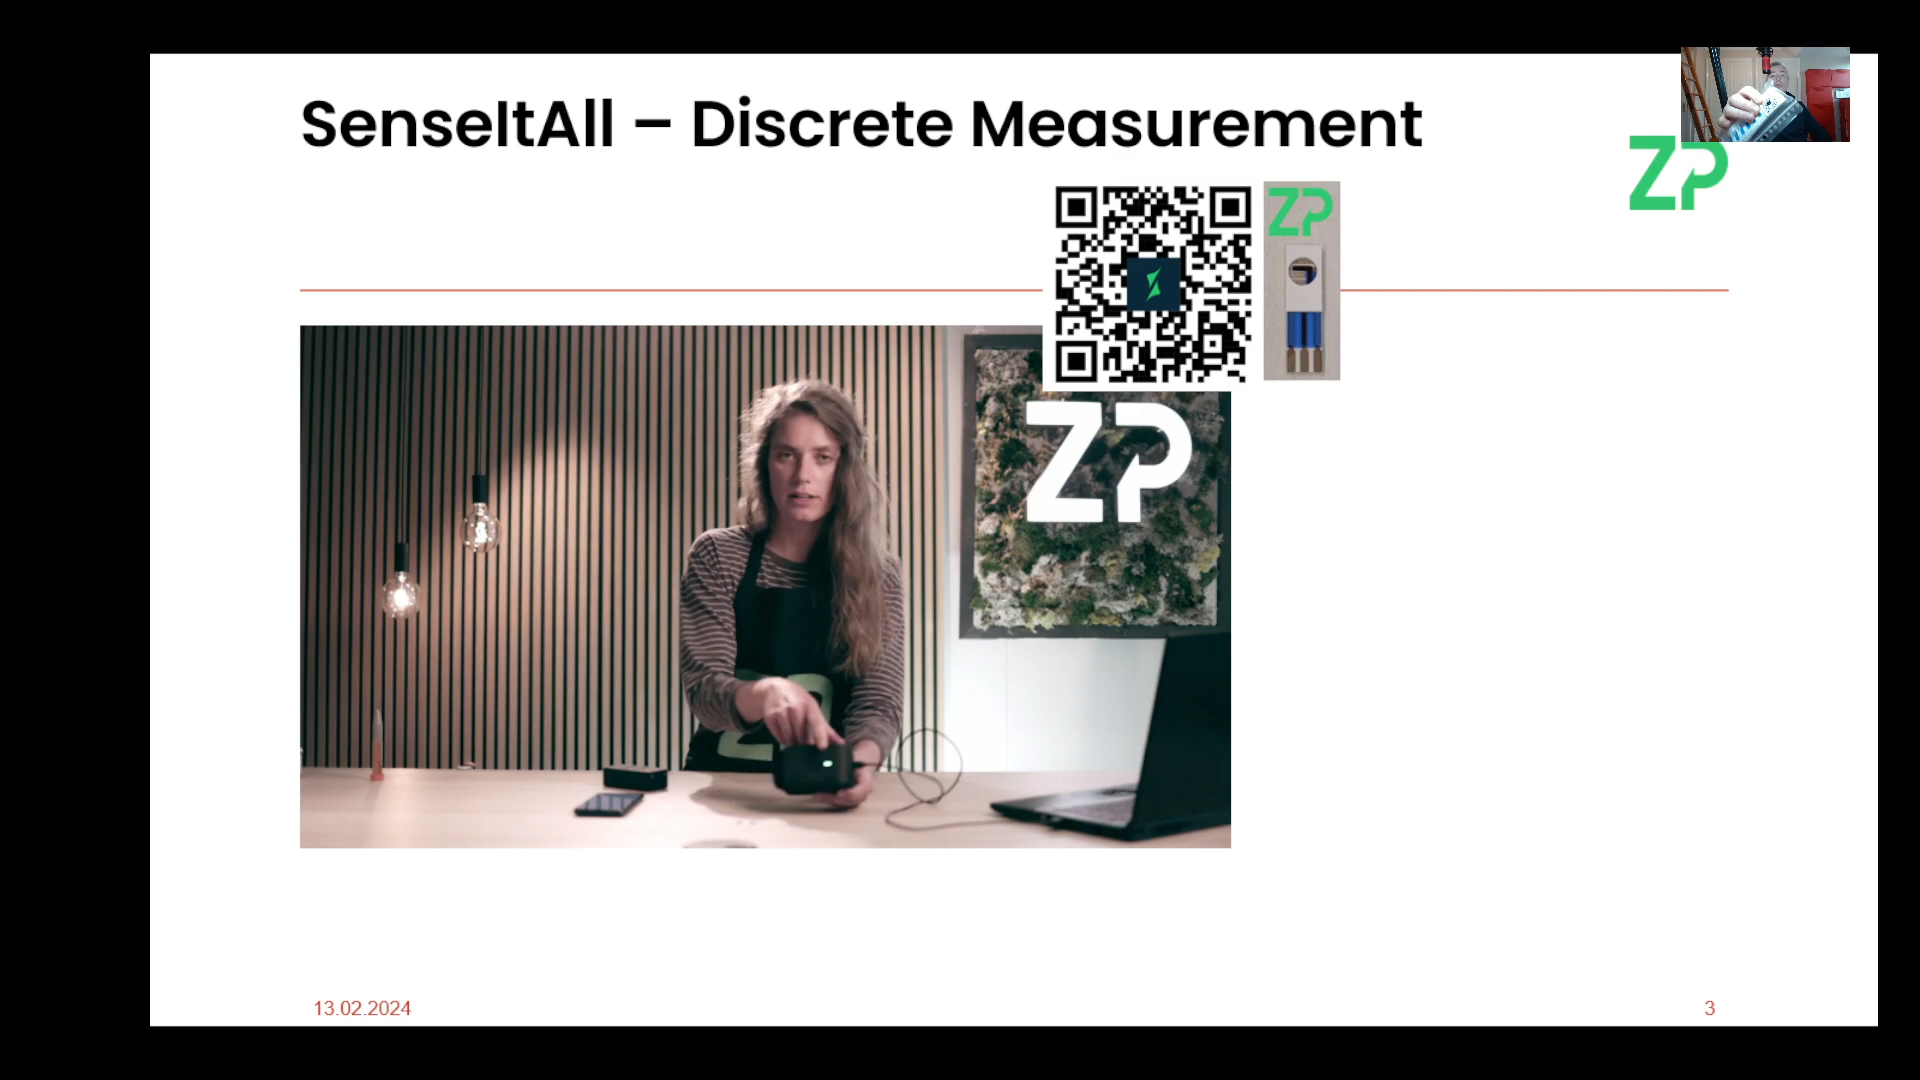 SenseItAll – Discrete Measurement
ZP
ZP
ZP
13.02.2024
3